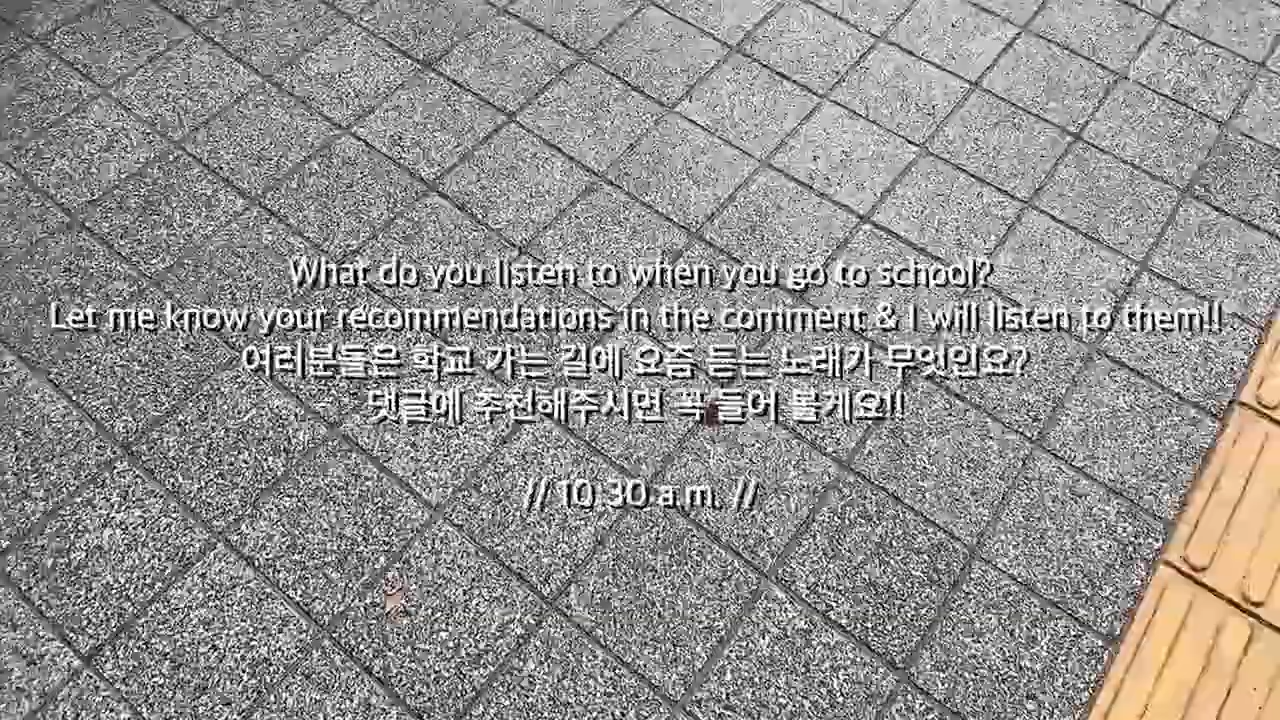 What do you listen to when you go to school?
Let me know your recommendations in the comment & I will listen to them!!
여러분들은 학교 가는 길에 요즘 듣는 노래가 무엇인요?
댓글에 추천해주시면 꼭 들어 볼게요!!
// 10 30 a.m. //